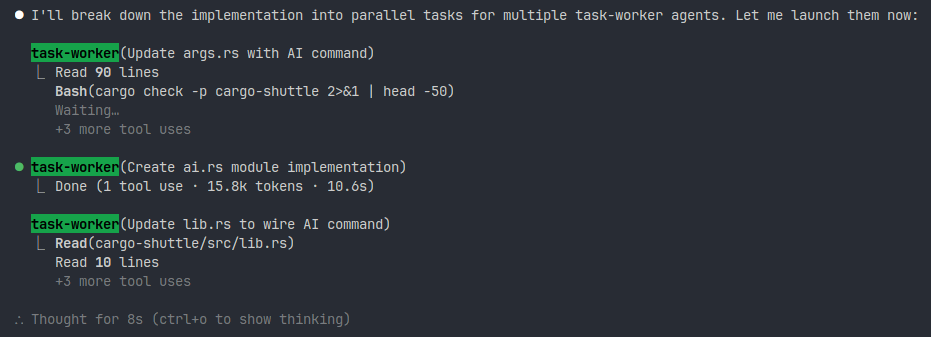 ● I'll break down the implementation into parallel tasks for multiple task-worker agents. Let me launch them now:
task-worker(Update args.rs with AI command)
⎿ Read 90 lines
Bash(cargo check -p cargo-shuttle 2>&1 | head -50)
Waiting…
+3 more tool uses
● task-worker(Create ai.rs module implementation)
⎿ Done (1 tool use · 15.8k tokens · 10.6s)
task-worker(Update lib.rs to wire AI command)
⎿ Read(cargo-shuttle/src/lib.rs)
Read 10 lines
+3 more tool uses
∴ Thought for 8s (ctrl+o to show thinking)